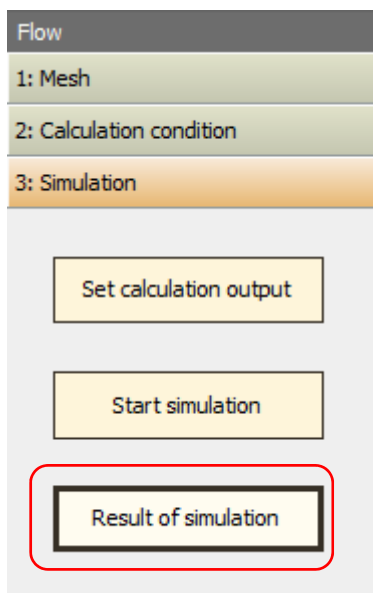 Flow
1: Mesh
2: Calculation condition
3: Simulation
Set calculation output
Start simulation
Result of simulation